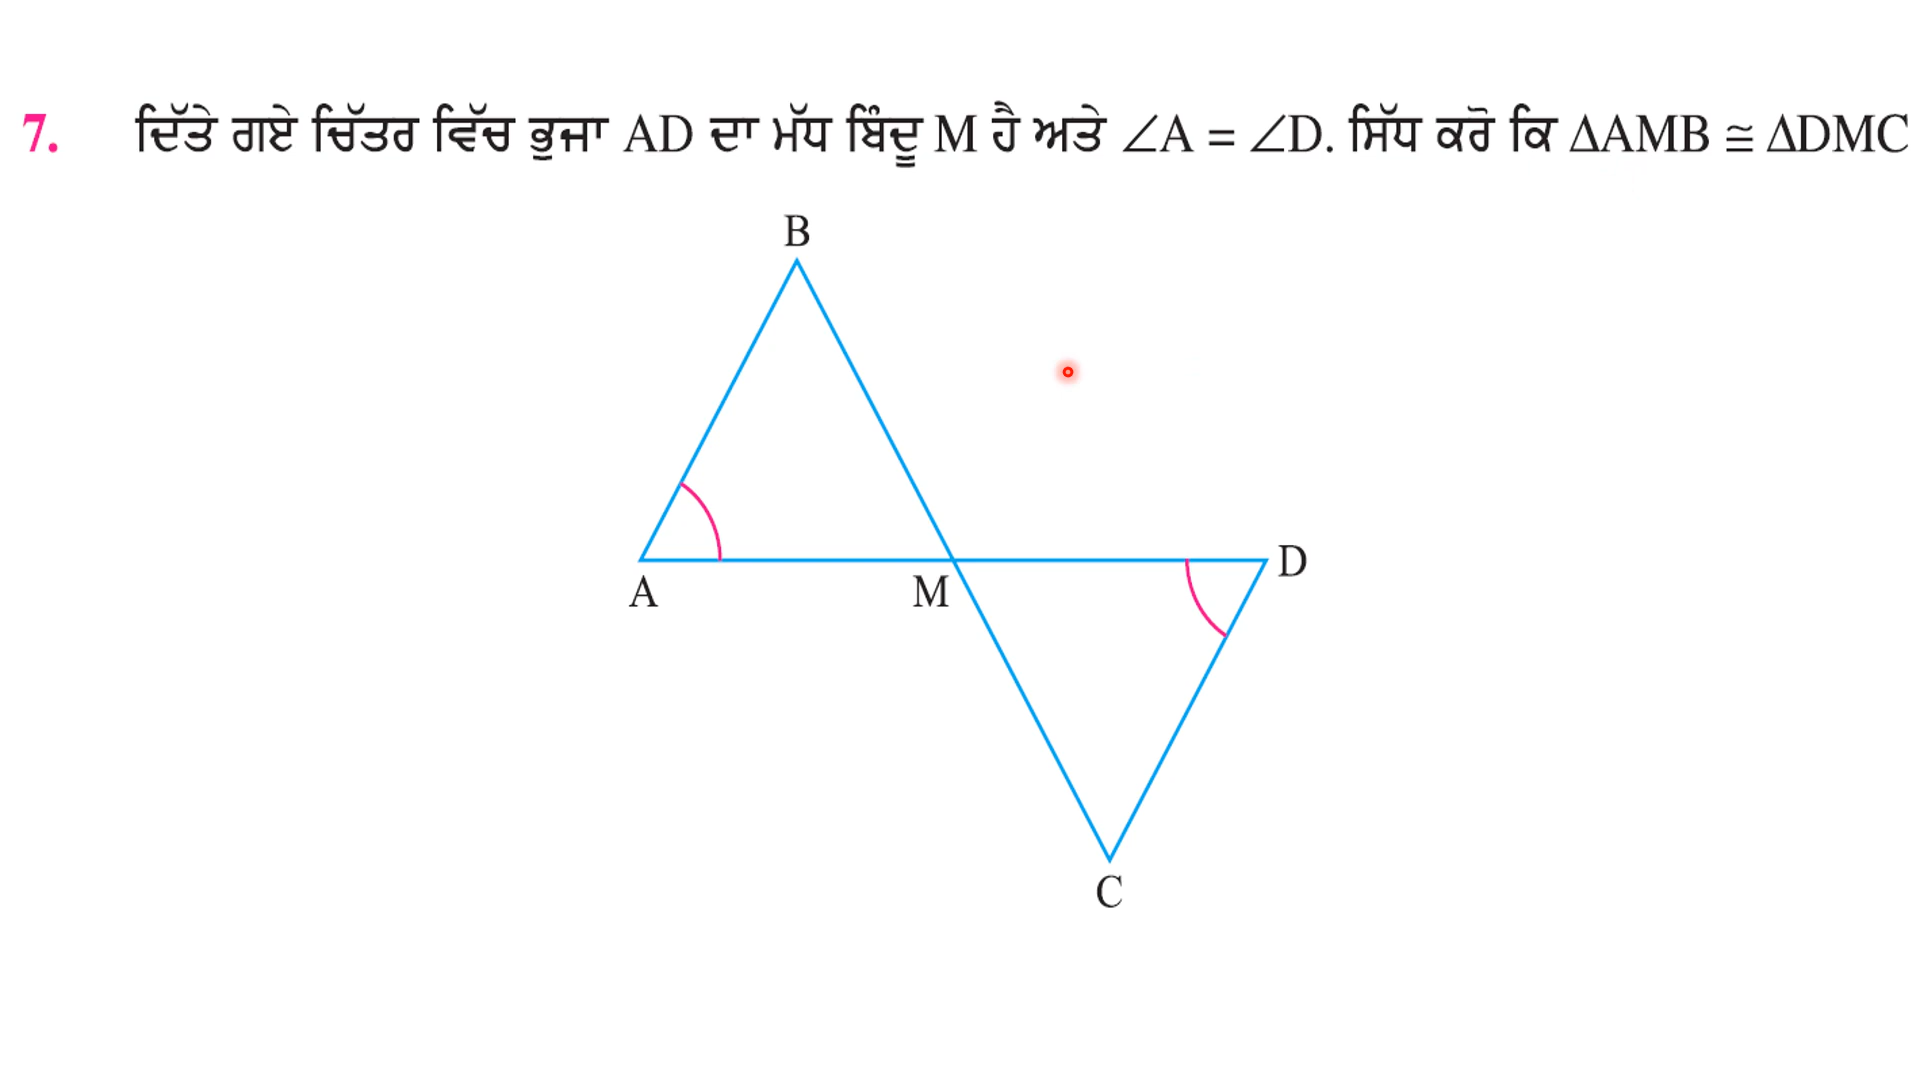 7. ਦਿੱਤੇ ਗਏ ਚਿੱਤਰ ਵਿੱਚ ਭੁਜਾ AD ਦਾ ਮੱਧ ਬਿੰਦੂ M ਹੈ ਅਤੇ ∠A = ∠D. ਸਿੱਧ ਕਰੋ ਕਿ ΔAMB ≅ ΔDMC
B
D
A
M
C